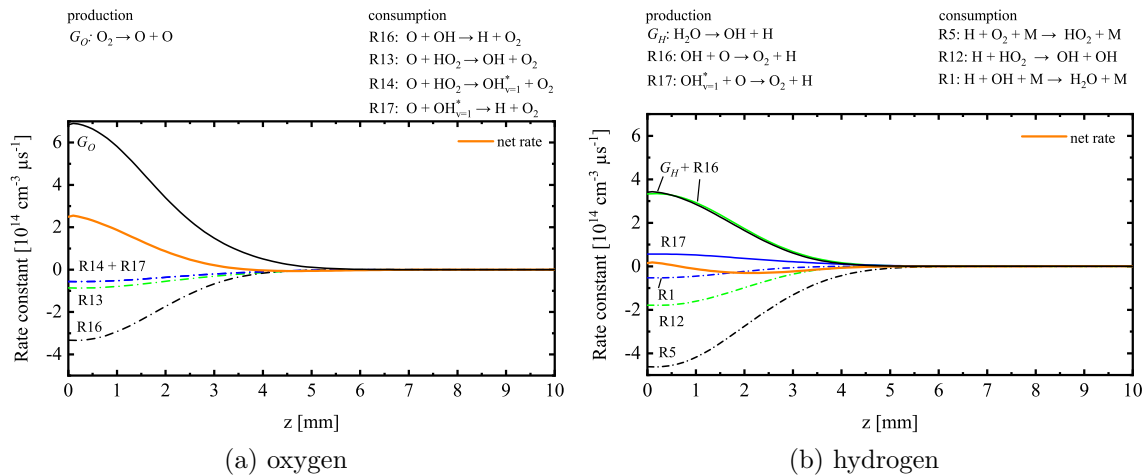 production
G_O: O₂ → O + O
consumption
R16: O + OH → H + O₂
R13: O + HO₂ → OH + O₂
R14: O + HO₂ → OH*ᵥ₌₁ + O₂
R17: O + OH*ᵥ₌₁ → H + O₂
Rate constant [10¹⁴ cm⁻³ µs⁻¹]
6
4
2
0
-2
-4
G_O
net rate
R14 + R17
R13
R16
0 1 2 3 4 5 6 7 8 9 10
z [mm]
(a) oxygen
production
G_H: H₂O → OH + H
R16: OH + O → O₂ + H
R17: OH*ᵥ₌₁ + O → O₂ + H
consumption
R5: H + O₂ + M → HO₂ + M
R12: H + HO₂ → OH + OH
R1: H + OH + M → H₂O + M
Rate constant [10¹⁴ cm⁻³ µs⁻¹]
6
4
2
0
-2
-4
net rate
G_H + R16
R17
R1
R12
R5
0 1 2 3 4 5 6 7 8 9 10
z [mm]
(b) hydrogen